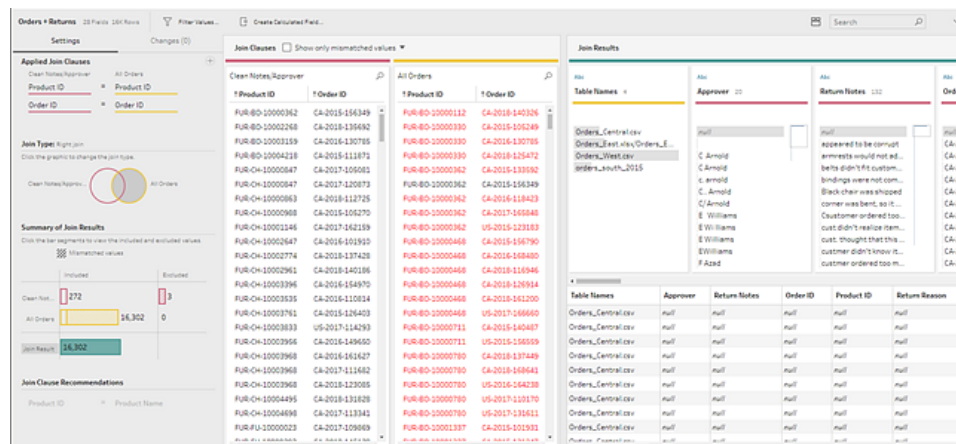 Orders + Returns 28 Fields 16K Rows
Filter Values...
Create Calculated Field...
Search
Settings
Changes (0)
Applied Join Clauses
Clean Notes/Approver
All Orders
Product ID = Product ID
Order ID = Order ID
Join Type: Right join
Click the graphic to change the join type.
Clean Notes/Approv...
All Orders
Summary of Join Results
Click the bar segments to view the included and excluded values
Mismatched values
Included
Excluded
Clean Not...
272
3
All Orders
16,302
0
Join Result
16,302
Join Clause Recommendations
Product ID = Product Name
Join Clauses
Show only mismatched values
Clean Notes/Approver
Product ID
Order ID
FUR-BO-10000362 CA-2015-156349
FUR-BO-10002268 CA-2018-135692
FUR-BO-10003159 CA-2016-130785
FUR-BO-10004218 CA-2015-111871
FUR-CH-10000847 CA-2017-105081
FUR-CH-10000847 CA-2017-120873
FUR-CH-10000863 CA-2018-112725
FUR-CH-10000988 CA-2015-105270
FUR-CH-10001146 CA-2017-162159
FUR-CH-10002647 CA-2016-101910
FUR-CH-10002774 CA-2018-137428
FUR-CH-10002961 CA-2018-140186
FUR-CH-10003396 CA-2016-154970
FUR-CH-10003535 CA-2016-110814
FUR-CH-10003761 CA-2015-126403
FUR-CH-10003833 US-2017-114293
FUR-CH-10003956 CA-2016-149650
FUR-CH-10003968 CA-2016-161627
FUR-CH-10003968 CA-2017-111682
FUR-CH-10003968 CA-2018-123085
FUR-CH-10004495 CA-2018-131828
FUR-CH-10004698 CA-2017-113341
FUR-FU-10000023 CA-2017-109869
All Orders
Product ID
Order ID
FUR-BO-10000112 CA-2018-140326
FUR-BO-10000330 CA-2015-105249
FUR-BO-10000330 CA-2016-130785
FUR-BO-10000330 CA-2018-125472
FUR-BO-10000362 CA-2015-133592
FUR-BO-10000362 CA-2015-156349
FUR-BO-10000362 CA-2016-118423
FUR-BO-10000362 CA-2017-165848
FUR-BO-10000362 US-2015-123183
FUR-BO-10000468 CA-2015-156790
FUR-BO-10000468 CA-2016-168480
FUR-BO-10000468 CA-2018-116946
FUR-BO-10000468 CA-2018-126914
FUR-BO-10000468 CA-2018-161200
FUR-BO-10000468 US-2017-166660
FUR-BO-10000711 CA-2015-140487
FUR-BO-10000711 US-2015-156559
FUR-BO-10000780 CA-2018-137449
FUR-BO-10000780 CA-2018-168641
FUR-BO-10000780 US-2016-164238
FUR-BO-10000780 US-2017-110170
FUR-BO-10000780 US-2017-131611
FUR-BO-10001337 CA-2015-101931
Join Results
Abc
Table Names 4
Orders_Central.csv
Orders_East.xlsx/Orders_E...
Orders_West.csv
orders_south_2015
Abc
Approver 20
null
C Arnold
C Arnold
c. arnold
C. Arnold
C/ Arnold
E Williams
E Williams
E Williams
EWilliams
F Azad
Abc
Return Notes 132
null
appeared to be corrupt
armrests would not ad...
belts didn't fit custom...
bindings were not com...
Black chair was shipped
corner was bent, so it...
Csustomer ordered too...
cust didn't realize item...
cust. thought that this...
custmer didn't know it...
custmer ordered too m...
Table Names Approver Return Notes Order ID Product ID Return Reason
Orders_Central.csv null null null null null
Orders_Central.csv null null null null null
Orders_Central.csv null null null null null
Orders_Central.csv null null null null null
Orders_Central.csv null null null null null
Orders_Central.csv null null null null null
Orders_Central.csv null null null null null
Orders_Central.csv null null null null null
Orders_Central.csv null null null null null